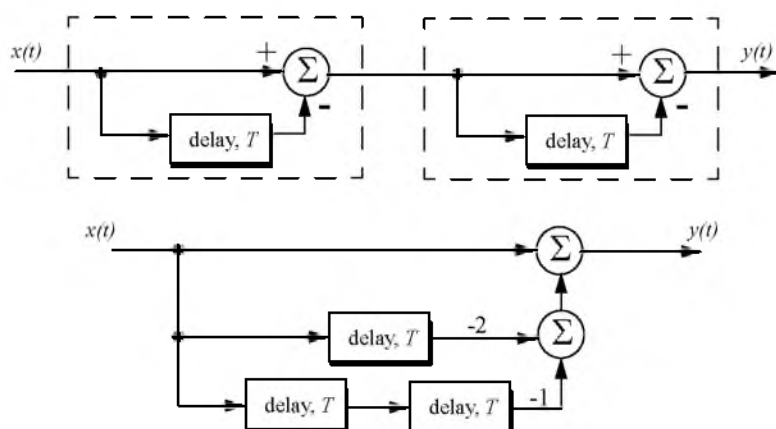 x(t) + Σ + Σ y(t)
- -
delay, T delay, T
x(t) Σ y(t)
delay, T -2 Σ
delay, T delay, T -1